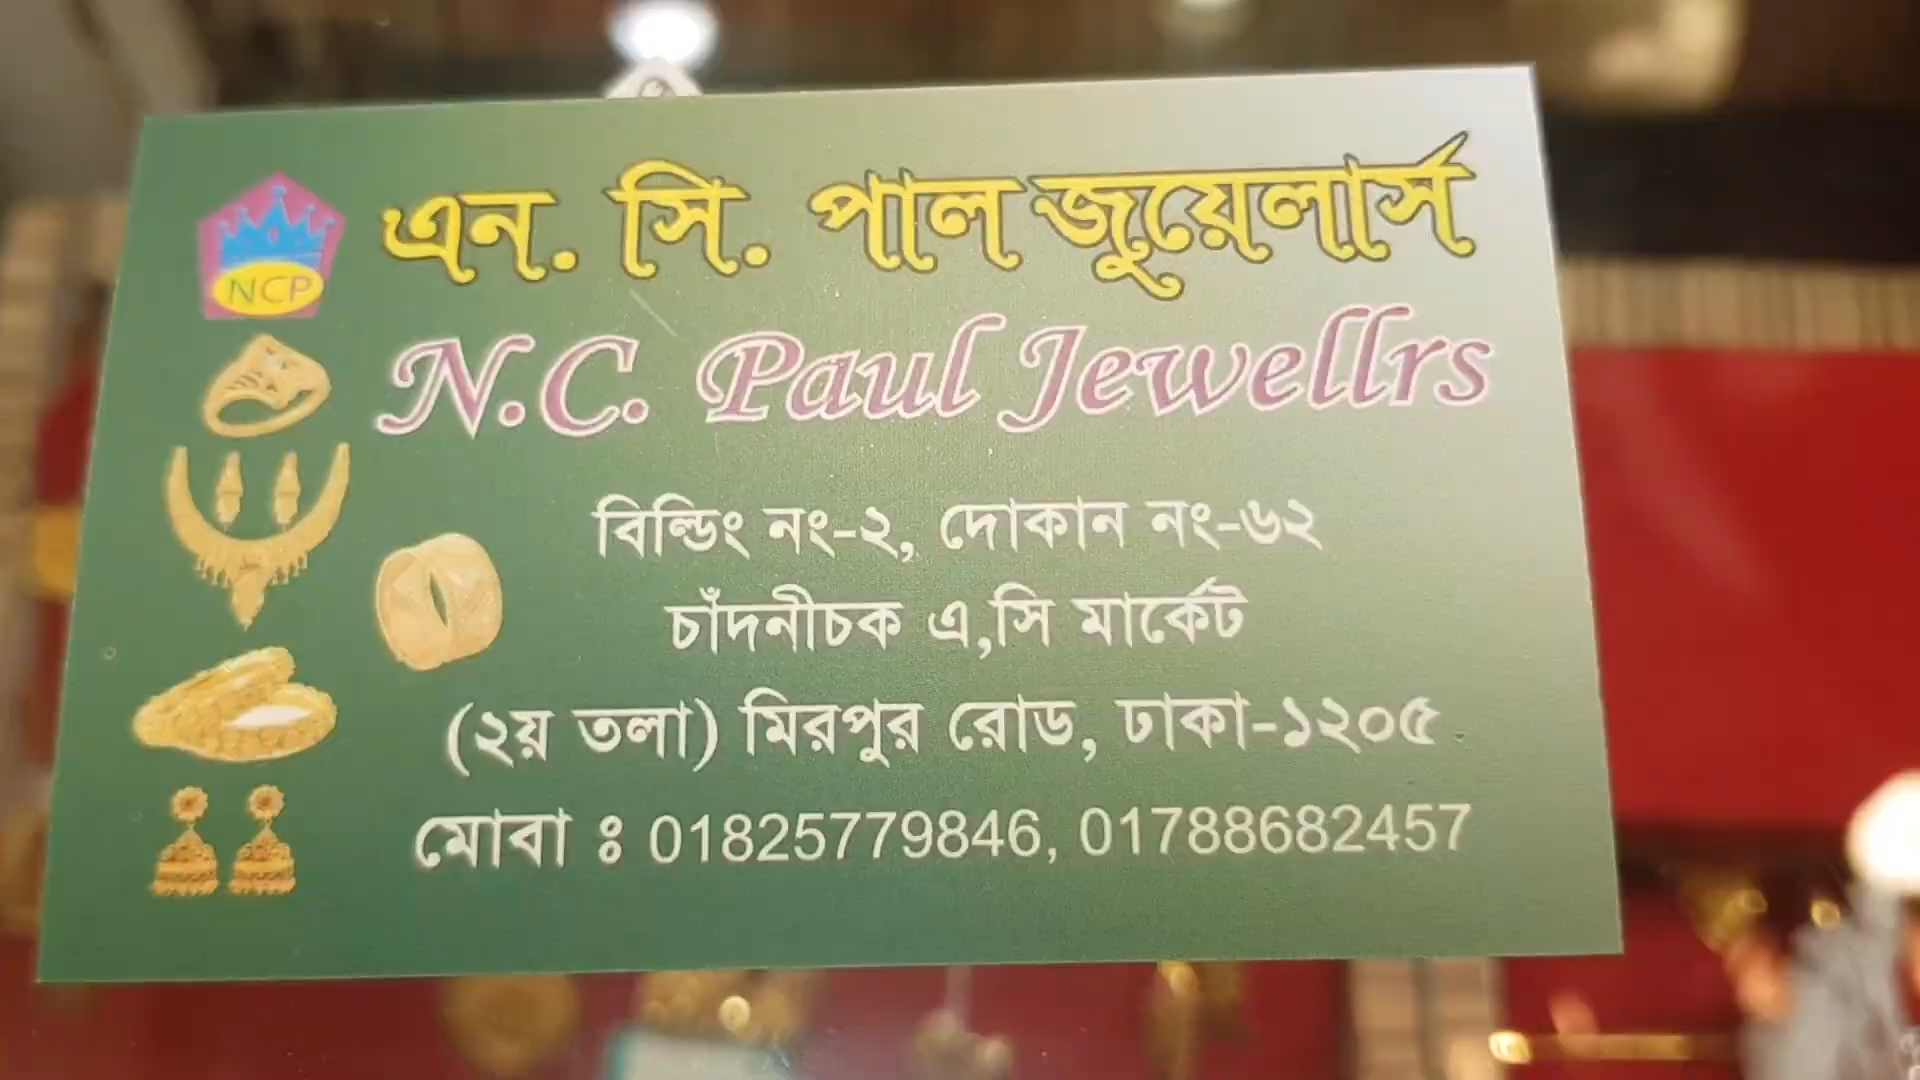 NCP
এন. সি. পাল জুয়েলার্স
N.C. Paul Jewellrs
বিল্ডিং নং-২, দোকান নং-৬২
চাঁদনীচক এ,সি মার্কেট
(২য় তলা) মিরপুর রোড, ঢাকা-১২০৫
মোবা ঃ 01825779846, 01788682457